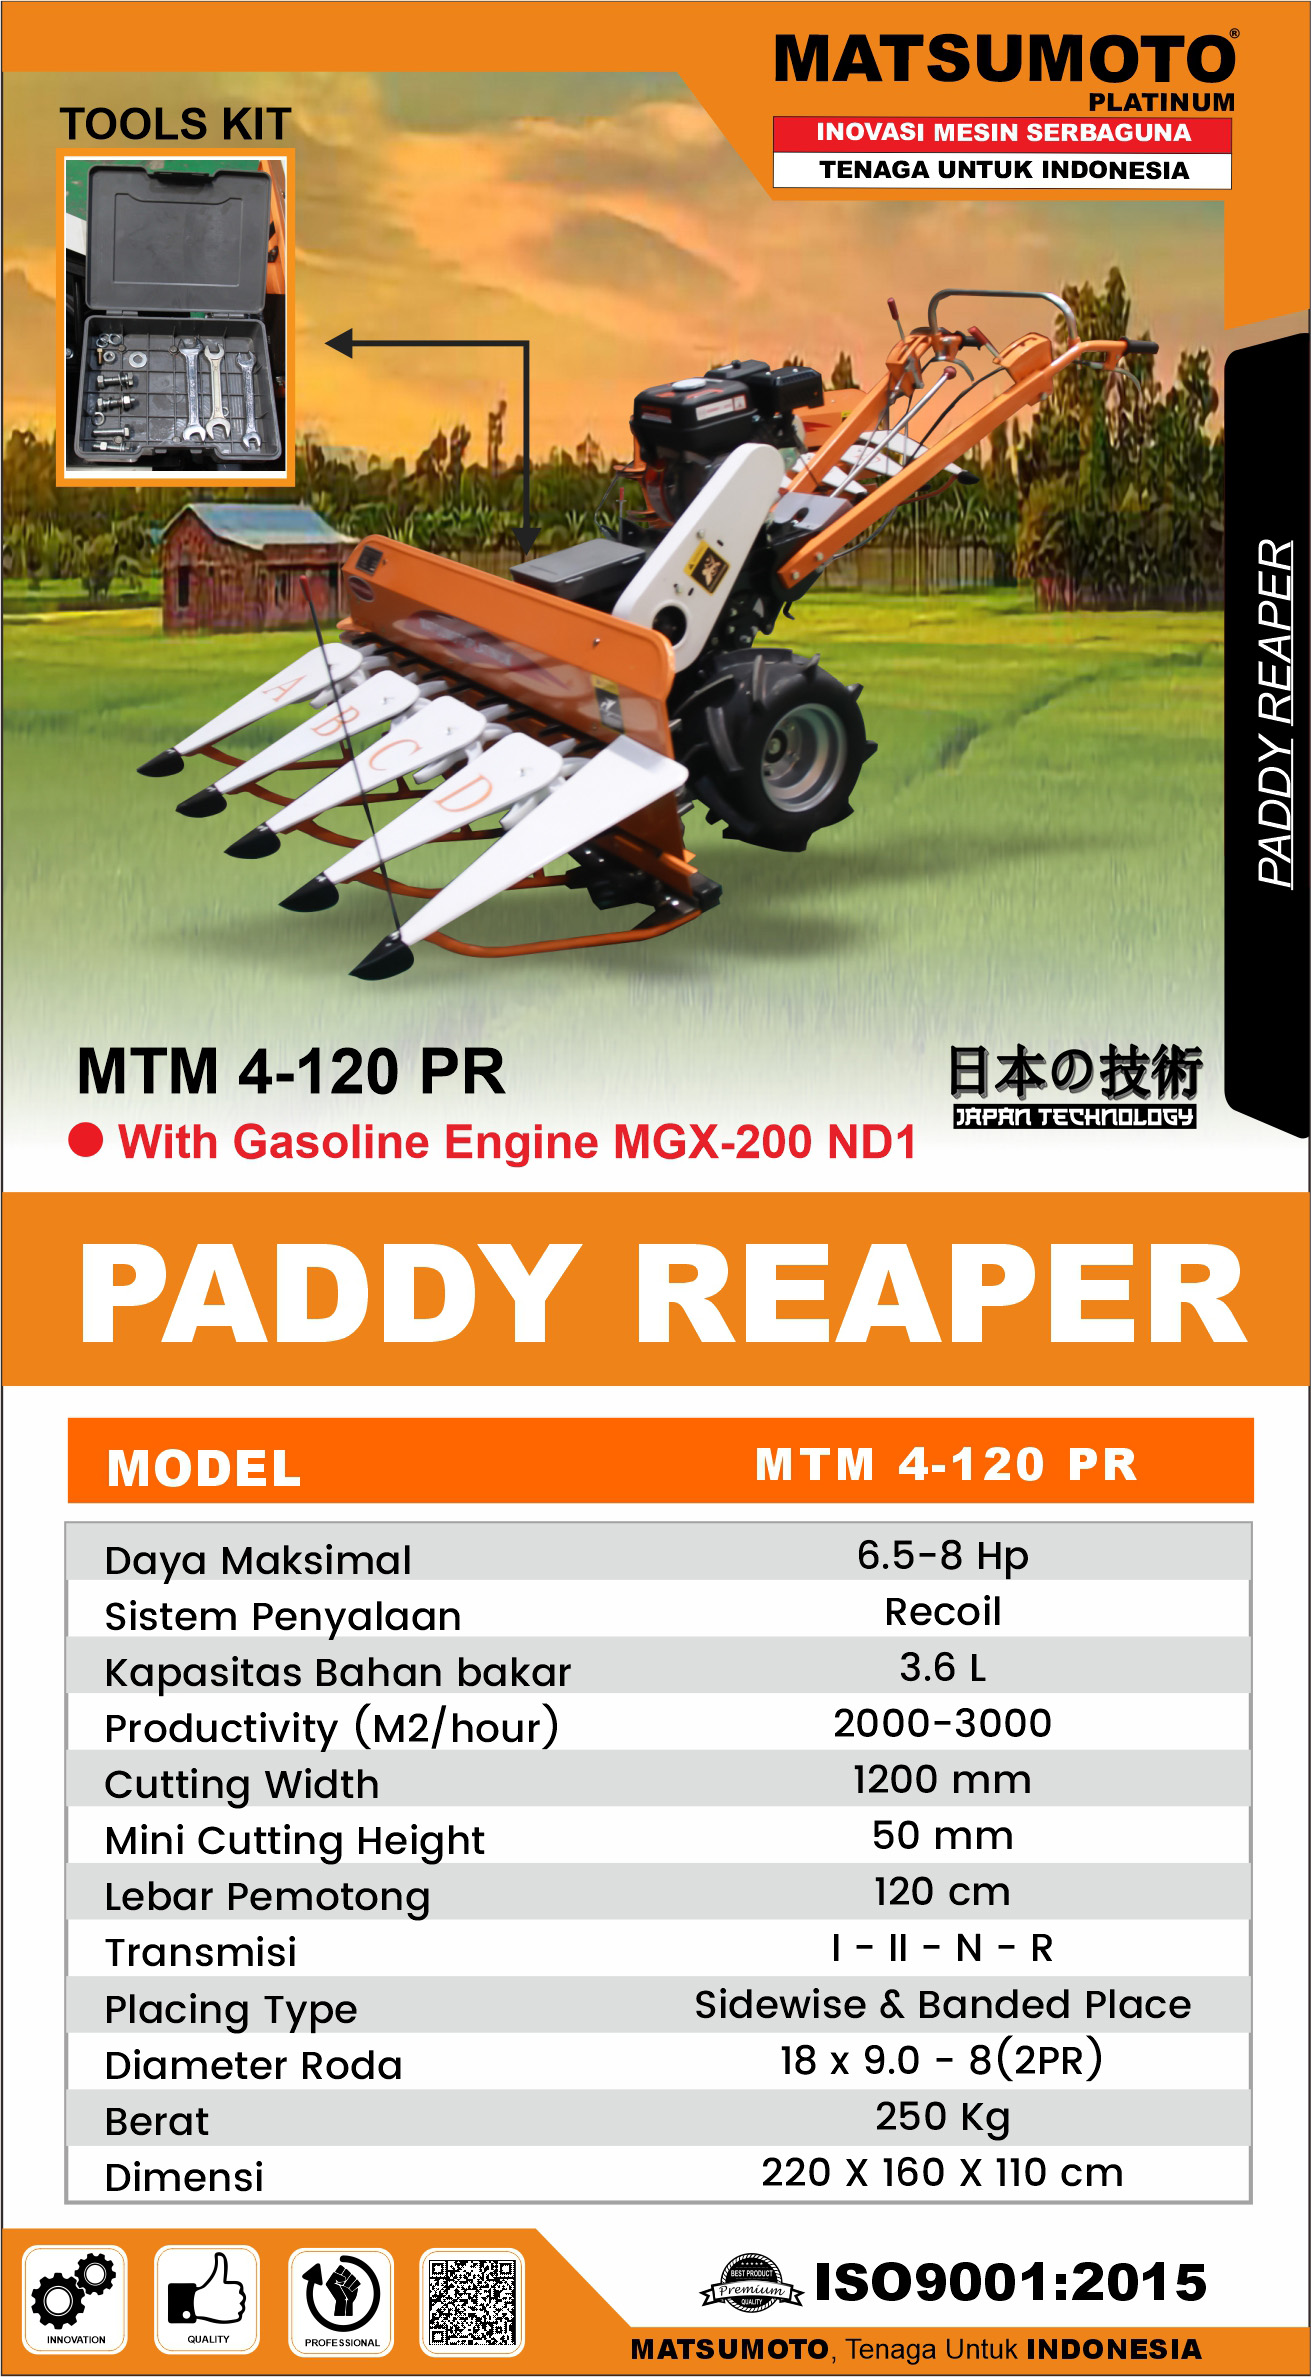 MATSUMOTO®
PLATINUM
INOVASI MESIN SERBAGUNA
TENAGA UNTUK INDONESIA
TOOLS KIT
A
B
C
D
PADDY REAPER
MTM 4-120 PR
With Gasoline Engine MGX-200 ND1
日本の技術
JAPAN TECHNOLOGY
PADDY REAPER
MODEL MTM 4-120 PR
Daya Maksimal 6.5-8 Hp
Sistem Penyalaan Recoil
Kapasitas Bahan bakar 3.6 L
Productivity (M2/hour) 2000-3000
Cutting Width 1200 mm
Mini Cutting Height 50 mm
Lebar Pemotong 120 cm
Transmisi I - II - N - R
Placing Type Sidewise & Banded Place
Diameter Roda 18 x 9.0 - 8(2PR)
Berat 250 Kg
Dimensi 220 X 160 X 110 cm
INNOVATION
QUALITY
PROFESSIONAL
BEST PRODUCT
Premium
QUALITY
ISO9001:2015
MATSUMOTO, Tenaga Untuk INDONESIA